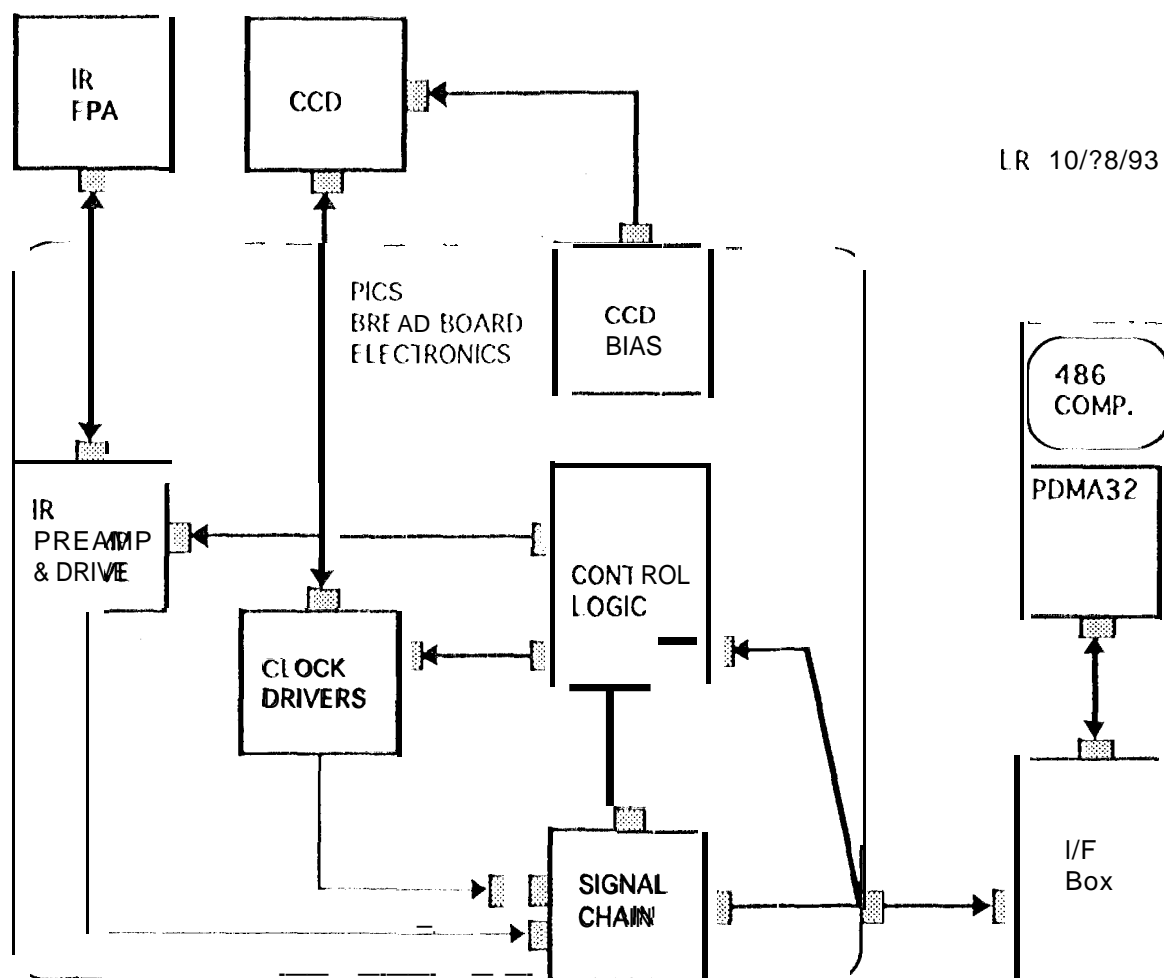 IR
FPA
CCD
LR 10/?8/93
PICS
BREAD BOARD
ELECTRONICS
CCD
BIAS
486
COMP.
PDMA32
IR
PREAMP
& DRIVE
CONTROL
LOGIC
CLOCK
DRIVERS
SIGNAL
CHAIN
I/F
Box